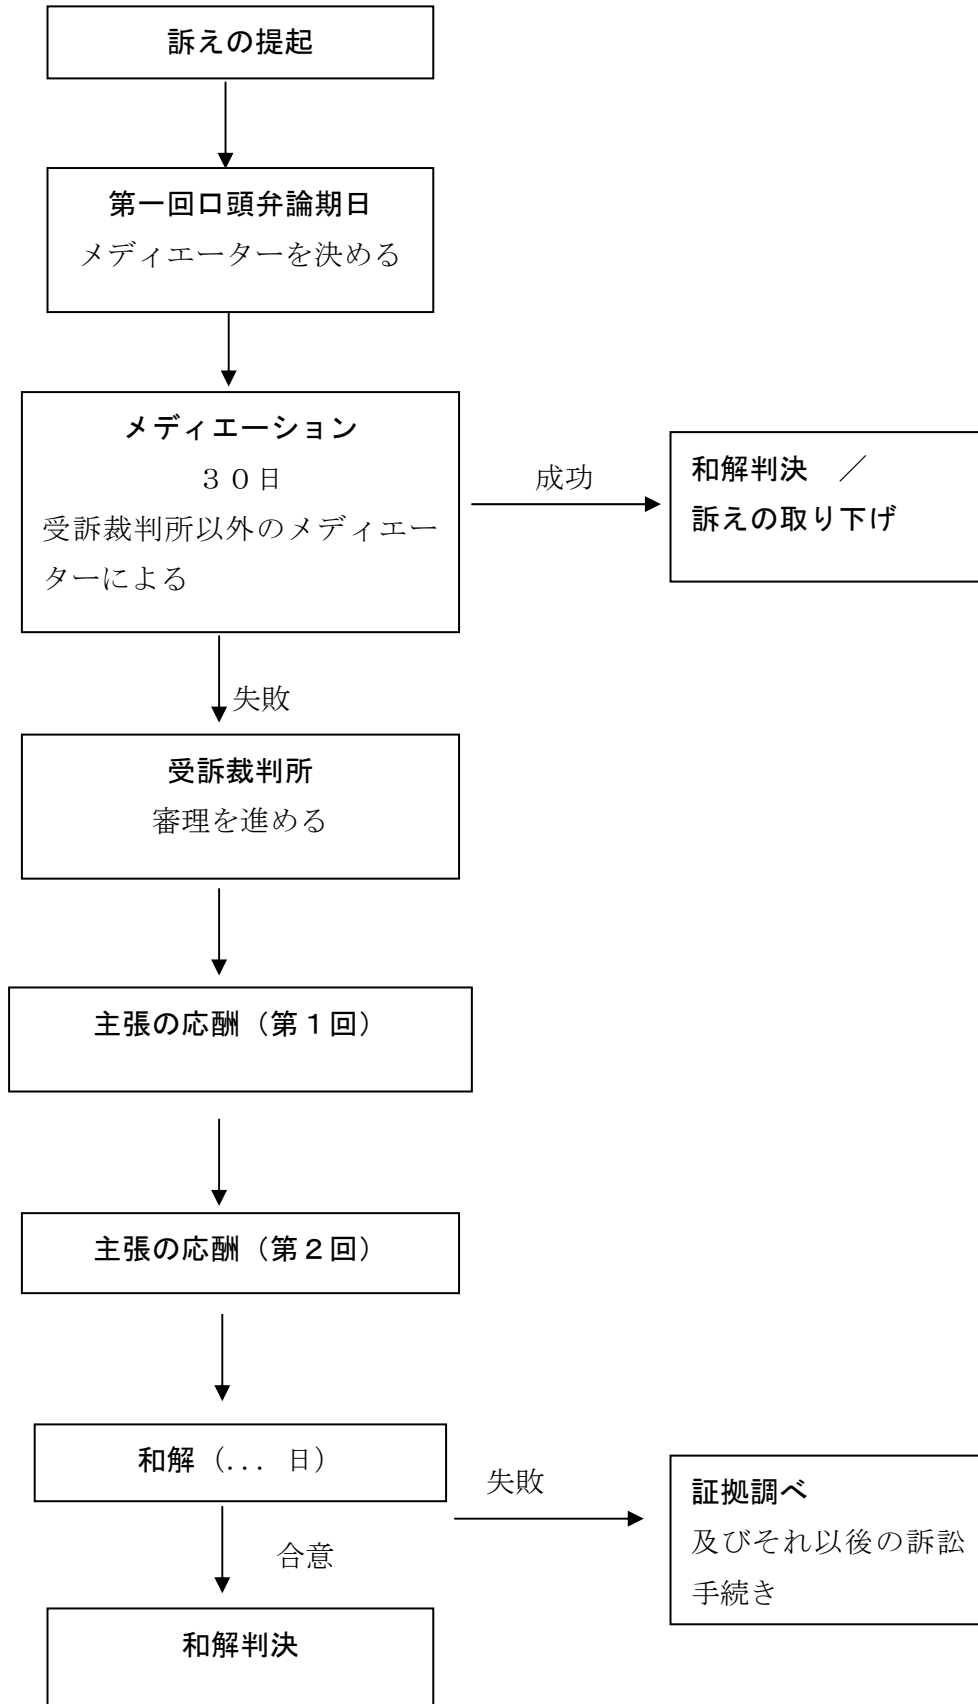 訴えの提起
第一回口頭弁論期日
メディエーターを決める
メディエーション
３０日
受訴裁判所以外のメディエー
ターによる
成功
和解判決　／
訴えの取り下げ
失敗
受訴裁判所
審理を進める
主張の応酬（第１回）
主張の応酬（第２回）
和解（... 日）
失敗
証拠調べ
及びそれ以後の訴訟
手続き
合意
和解判決